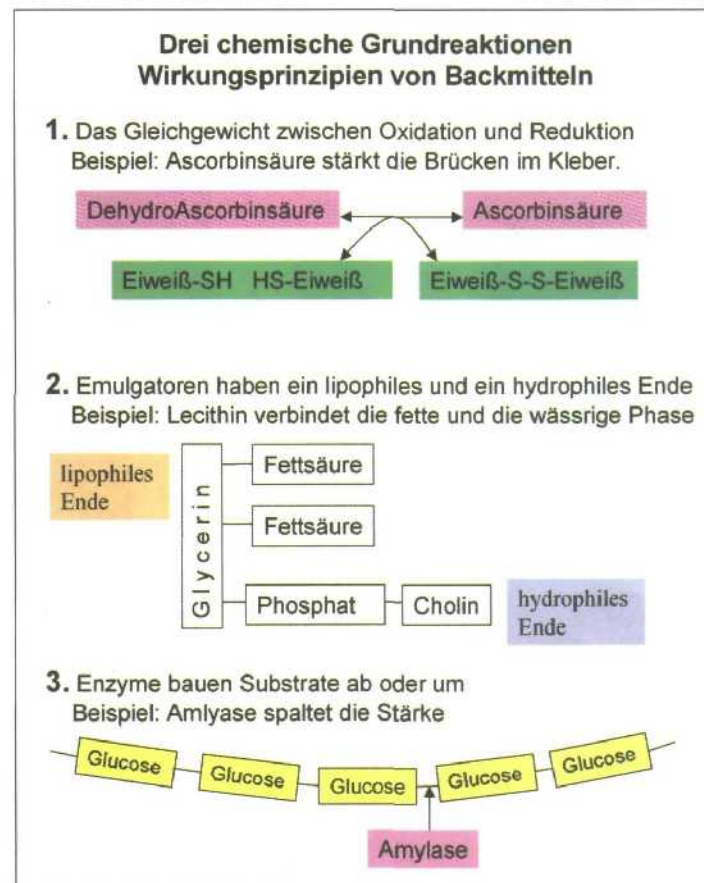 Drei chemische Grundreaktionen
Wirkungsprinzipien von Backmitteln
1. Das Gleichgewicht zwischen Oxidation und Reduktion
Beispiel: Ascorbinsäure stärkt die Brücken im Kleber.
DehydroAscorbinsäure Ascorbinsäure
Eiweiß-SH HS-Eiweiß Eiweiß-S-S-Eiweiß
2. Emulgatoren haben ein lipophiles und ein hydrophiles Ende
Beispiel: Lecithin verbindet die fette und die wässrige Phase
lipophiles
Ende
Glycerin
Fettsäure
Fettsäure
Phosphat Cholin
hydrophiles
Ende
3. Enzyme bauen Substrate ab oder um
Beispiel: Amlyase spaltet die Stärke
Glucose Glucose Glucose Glucose Glucose
Amylase